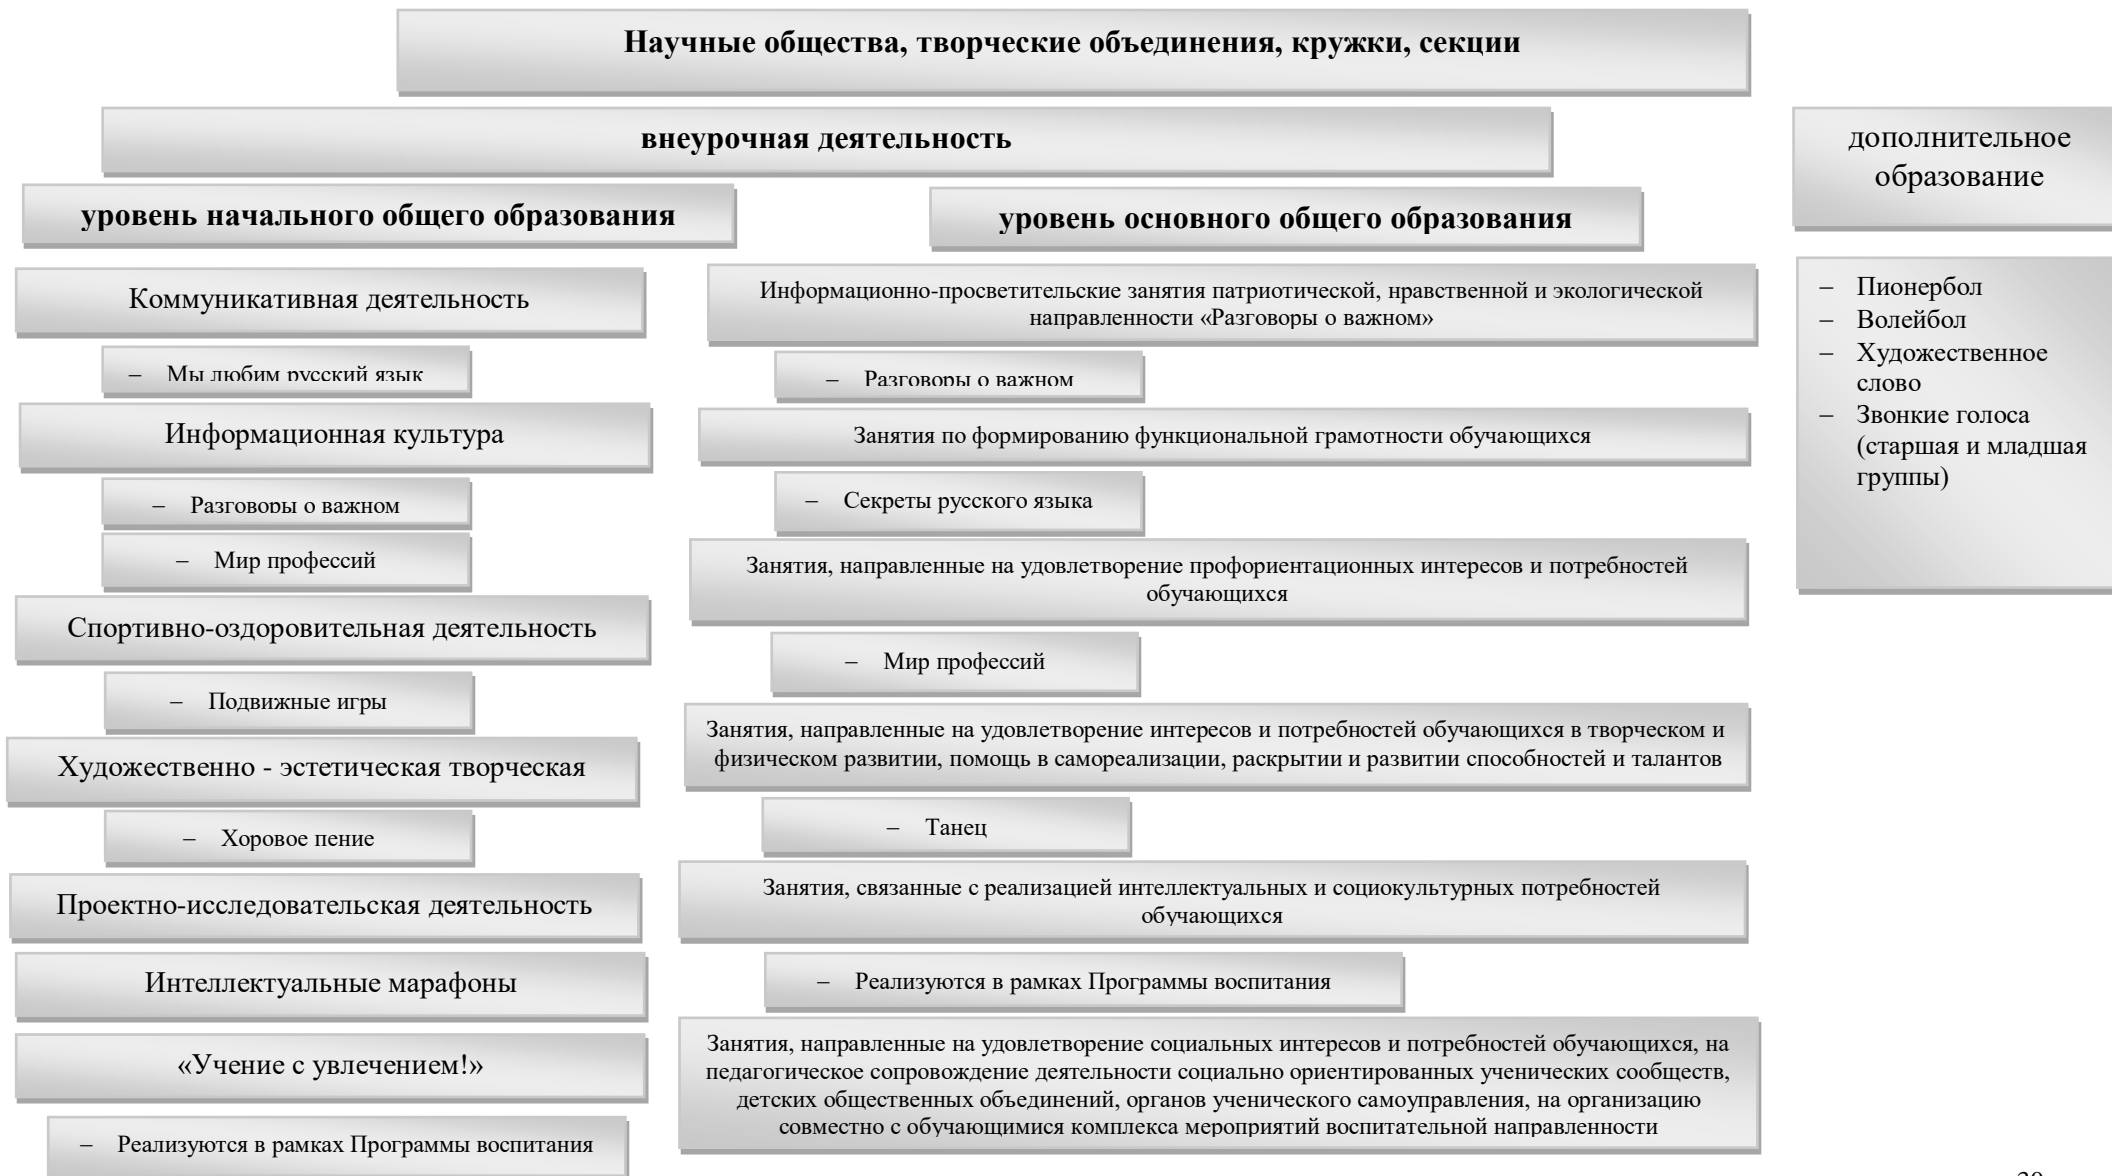 Научные общества, творческие объединения, кружки, секции
внеурочная деятельность
уровень начального общего образования
Коммуникативная деятельность
– Мы любим русский язык
Информационная культура
– Разговоры о важном
– Мир профессий
Спортивно-оздоровительная деятельность
– Подвижные игры
Художественно - эстетическая творческая
– Хоровое пение
Проектно-исследовательская деятельность
Интеллектуальные марафоны
«Учение с увлечением!»
– Реализуются в рамках Программы воспитания
уровень основного общего образования
Информационно-просветительские занятия патриотической, нравственной и экологической
направленности «Разговоры о важном»
– Разговоры о важном
Занятия по формированию функциональной грамотности обучающихся
– Секреты русского языка
Занятия, направленные на удовлетворение профориентационных интересов и потребностей
обучающихся
– Мир профессий
Занятия, направленные на удовлетворение интересов и потребностей обучающихся в творческом и
физическом развитии, помощь в самореализации, раскрытии и развитии способностей и талантов
– Танец
Занятия, связанные с реализацией интеллектуальных и социокультурных потребностей
обучающихся
– Реализуются в рамках Программы воспитания
Занятия, направленные на удовлетворение социальных интересов и потребностей обучающихся, на
педагогическое сопровождение деятельности социально ориентированных ученических сообществ,
детских общественных объединений, органов ученического самоуправления, на организацию
совместно с обучающимися комплекса мероприятий воспитательной направленности
дополнительное
образование
– Пионербол
– Волейбол
– Художественное
слово
– Звонкие голоса
(старшая и младшая
группы)